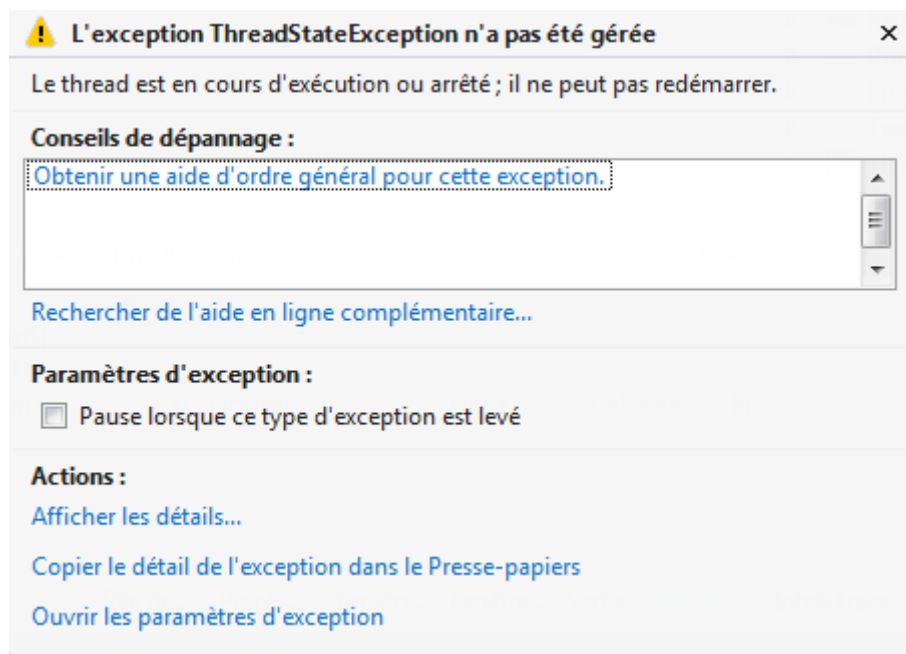 L'exception ThreadStateException n'a pas été gérée
Le thread est en cours d'exécution ou arrêté ; il ne peut pas redémarrer.
Conseils de dépannage :
Obtenir une aide d'ordre général pour cette exception.
Rechercher de l'aide en ligne complémentaire...
Paramètres d'exception :
Pause lorsque ce type d'exception est levé
Actions :
Afficher les détails...
Copier le détail de l'exception dans le Presse-papiers
Ouvrir les paramètres d'exception